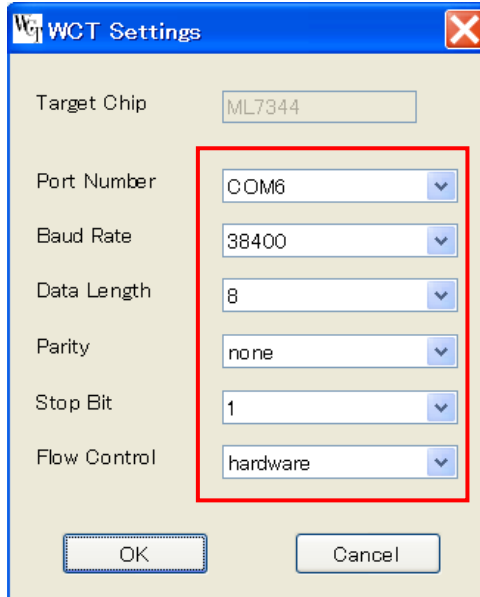 WCT WCT Settings
Target Chip ML7344
Port Number COM6
Baud Rate 38400
Data Length 8
Parity none
Stop Bit 1
Flow Control hardware
OK Cancel